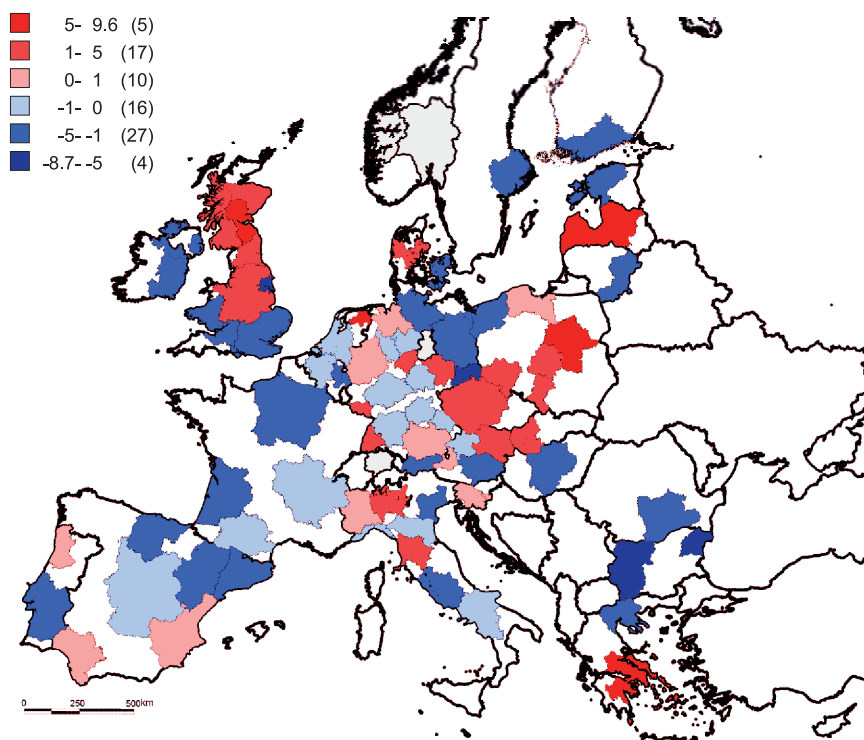 5- 9.6 (5)
1- 5 (17)
0- 1 (10)
-1- 0 (16)
-5- -1 (27)
-8.7- -5 (4)
0 250 500km